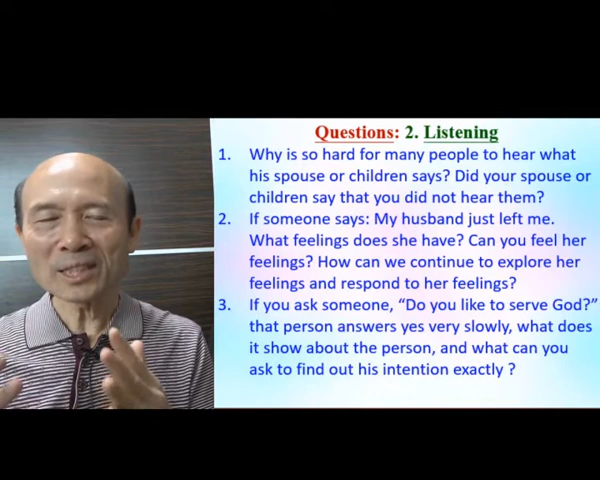 Questions: 2. Listening
1. Why is so hard for many people to hear what
his spouse or children says? Did your spouse or
children say that you did not hear them?
2. If someone says: My husband just left me.
What feelings does she have? Can you feel her
feelings? How can we continue to explore her
feelings and respond to her feelings?
3. If you ask someone, “Do you like to serve God?”
that person answers yes very slowly, what does
it show about the person, and what can you
ask to find out his intention exactly ?